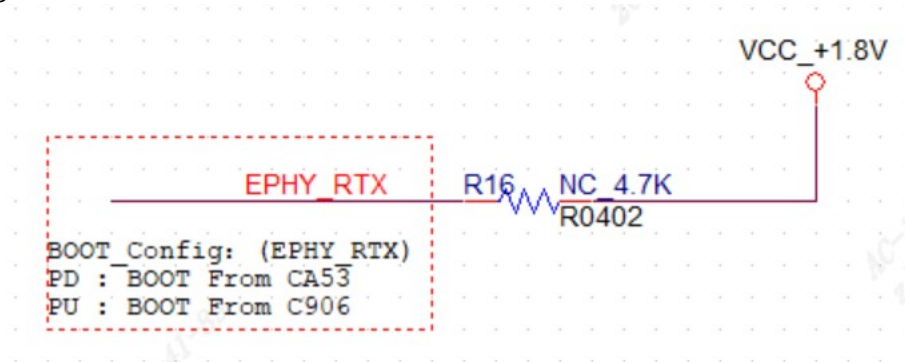 VCC_+1.8V
EPHY_RTX
R16
NC_4.7K
R0402
BOOT_Config: (EPHY_RTX)
PD : BOOT From CA53
PU : BOOT From C906